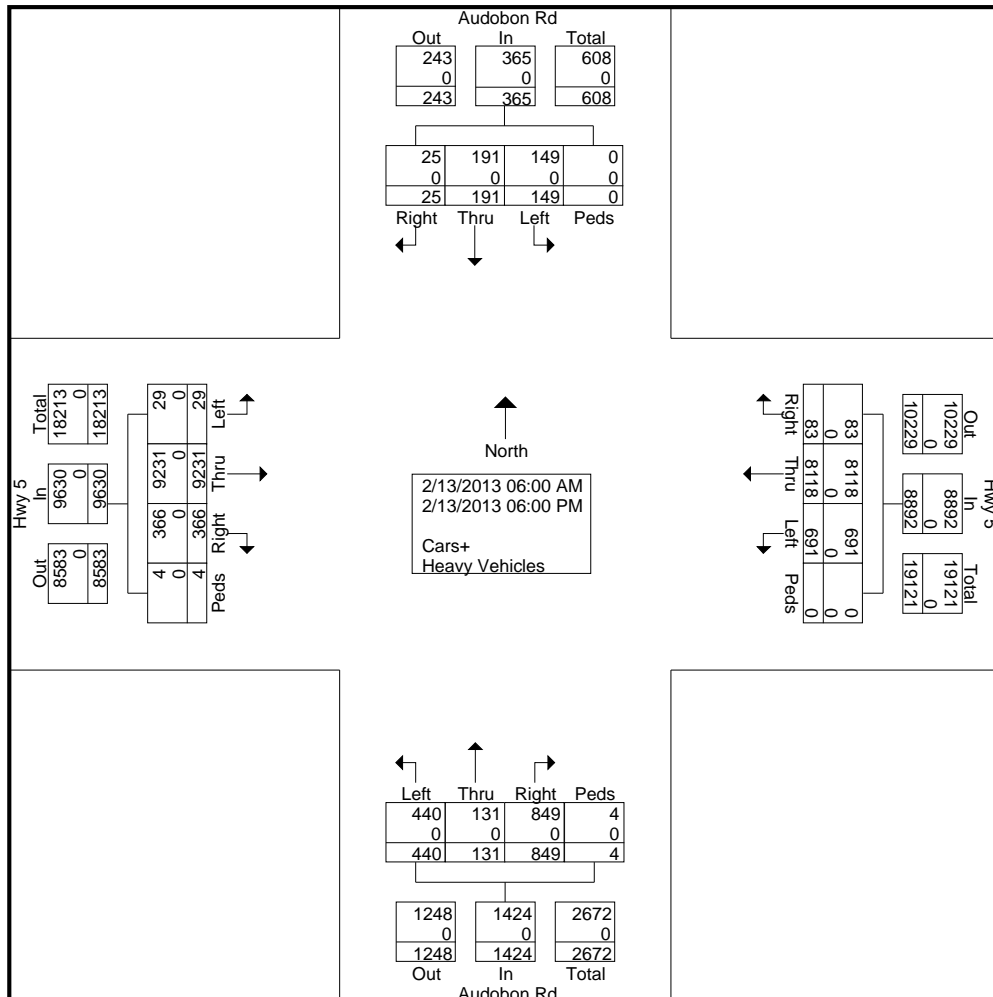 Audobon Rd
Out In Total
243 365 608
0 0 0
243 365 608
25 191 149 0
0 0 0 0
25 191 149 0
Right Thru Left Peds
Hwy 5
Total In Out
18213 9630 8583
0 0 0
18213 9630 8583
29 9231 366 4
0 0 0 0
29 9231 366 4
Left Thru Right Peds
North
2/13/2013 06:00 AM
2/13/2013 06:00 PM
Cars+
Heavy Vehicles
Hwy 5
Out In Total
10229 8892 19121
0 0 0
10229 8892 19121
83 8118 691 0
0 0 0 0
83 8118 691 0
Right Thru Left Peds
Left Thru Right Peds
440 131 849 4
0 0 0 0
440 131 849 4
1248 1424 2672
0 0 0
1248 1424 2672
Out In Total
Audobon Rd